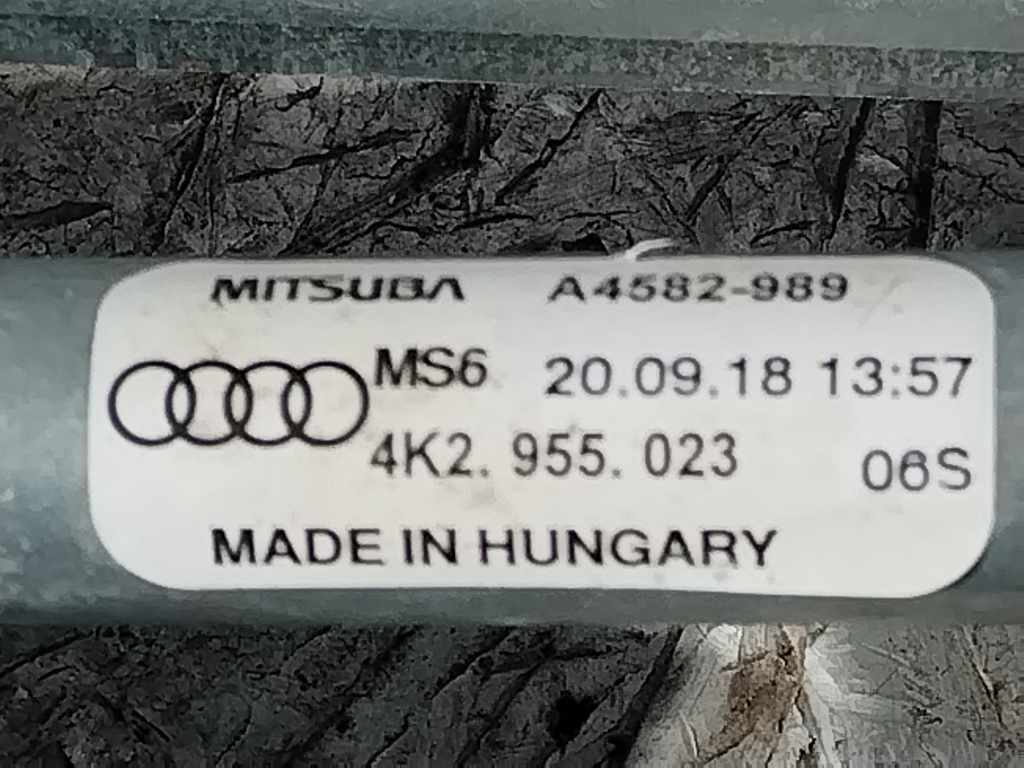 MITSUBA A4582-989
MS6 20.09.18 13:57
4K2. 955. 023 06S
MADE IN HUNGARY